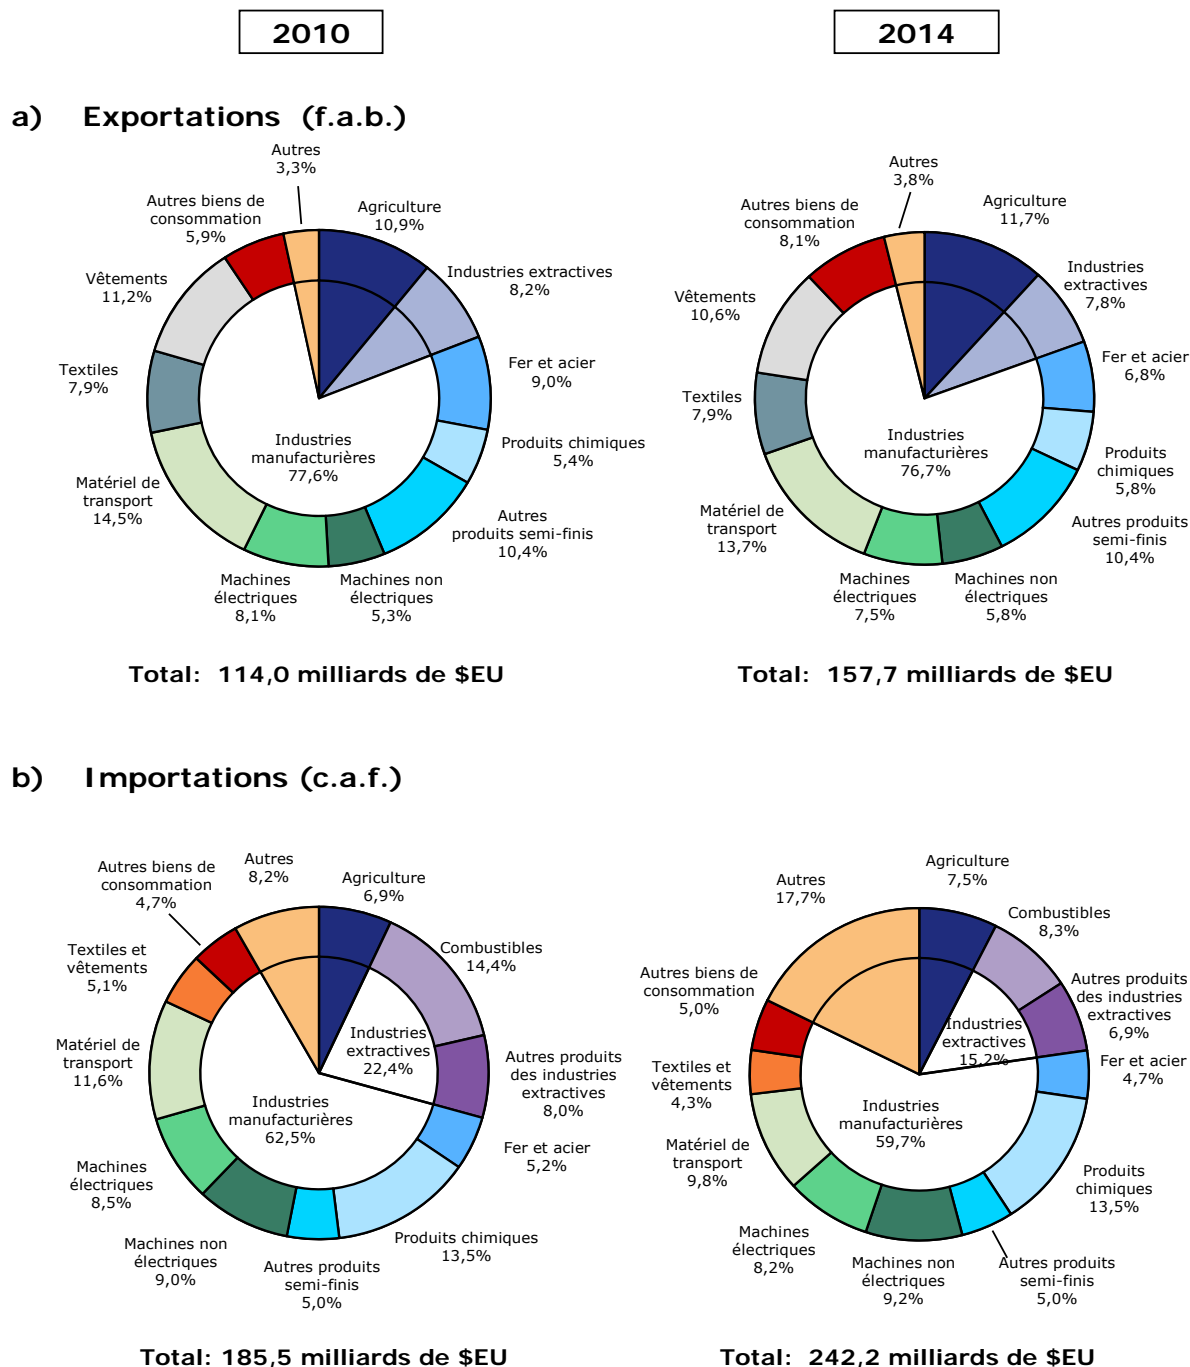 2010
2014
a) Exportations (f.a.b.)
Autres
3,3%
Agriculture
10,9%
Industries extractives
8,2%
Fer et acier
9,0%
Produits chimiques
5,4%
Autres
produits semi-finis
10,4%
Machines non
électriques
5,3%
Machines
électriques
8,1%
Matériel de
transport
14,5%
Textiles
7,9%
Vêtements
11,2%
Autres biens de
consommation
5,9%
Industries
manufacturières
77,6%
Total: 114,0 milliards de $EU
Autres
3,8%
Agriculture
11,7%
Industries
extractives
7,8%
Fer et acier
6,8%
Produits
chimiques
5,8%
Autres produits
semi-finis
10,4%
Machines non
électriques
5,8%
Machines
électriques
7,5%
Matériel de
transport
13,7%
Textiles
7,9%
Vêtements
10,6%
Autres biens de
consommation
8,1%
Industries
manufacturières
76,7%
Total: 157,7 milliards de $EU
b) Importations (c.a.f.)
Autres
8,2%
Agriculture
6,9%
Combustibles
14,4%
Industries
extractives
22,4%
Autres produits
des industries
extractives
8,0%
Fer et acier
5,2%
Produits chimiques
13,5%
Autres produits
semi-finis
5,0%
Machines non
électriques
9,0%
Machines
électriques
8,5%
Matériel de
transport
11,6%
Textiles et
vêtements
5,1%
Autres biens de
consommation
4,7%
Industries
manufacturières
62,5%
Total: 185,5 milliards de $EU
Autres
17,7%
Agriculture
7,5%
Combustibles
8,3%
Autres produits
des industries
extractives
6,9%
Industries
extractives
15,2%
Fer et acier
4,7%
Produits
chimiques
13,5%
Autres produits
semi-finis
5,0%
Machines non
électriques
9,2%
Machines
électriques
8,2%
Matériel de
transport
9,8%
Textiles et
vêtements
4,3%
Autres biens de
consommation
5,0%
Industries
manufacturières
59,7%
Total: 242,2 milliards de $EU